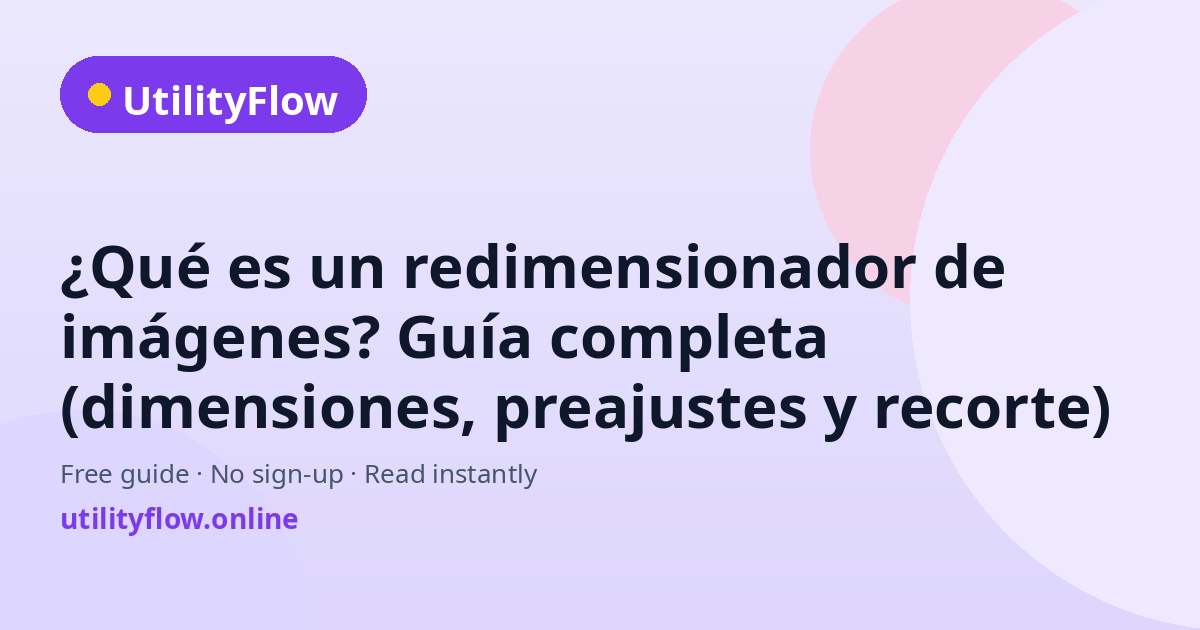 UtilityFlow
¿Qué es un redimensionador de
imágenes? Guía completa
(dimensiones, preajustes y recorte)
Free guide · No sign-up · Read instantly
utilityflow.online